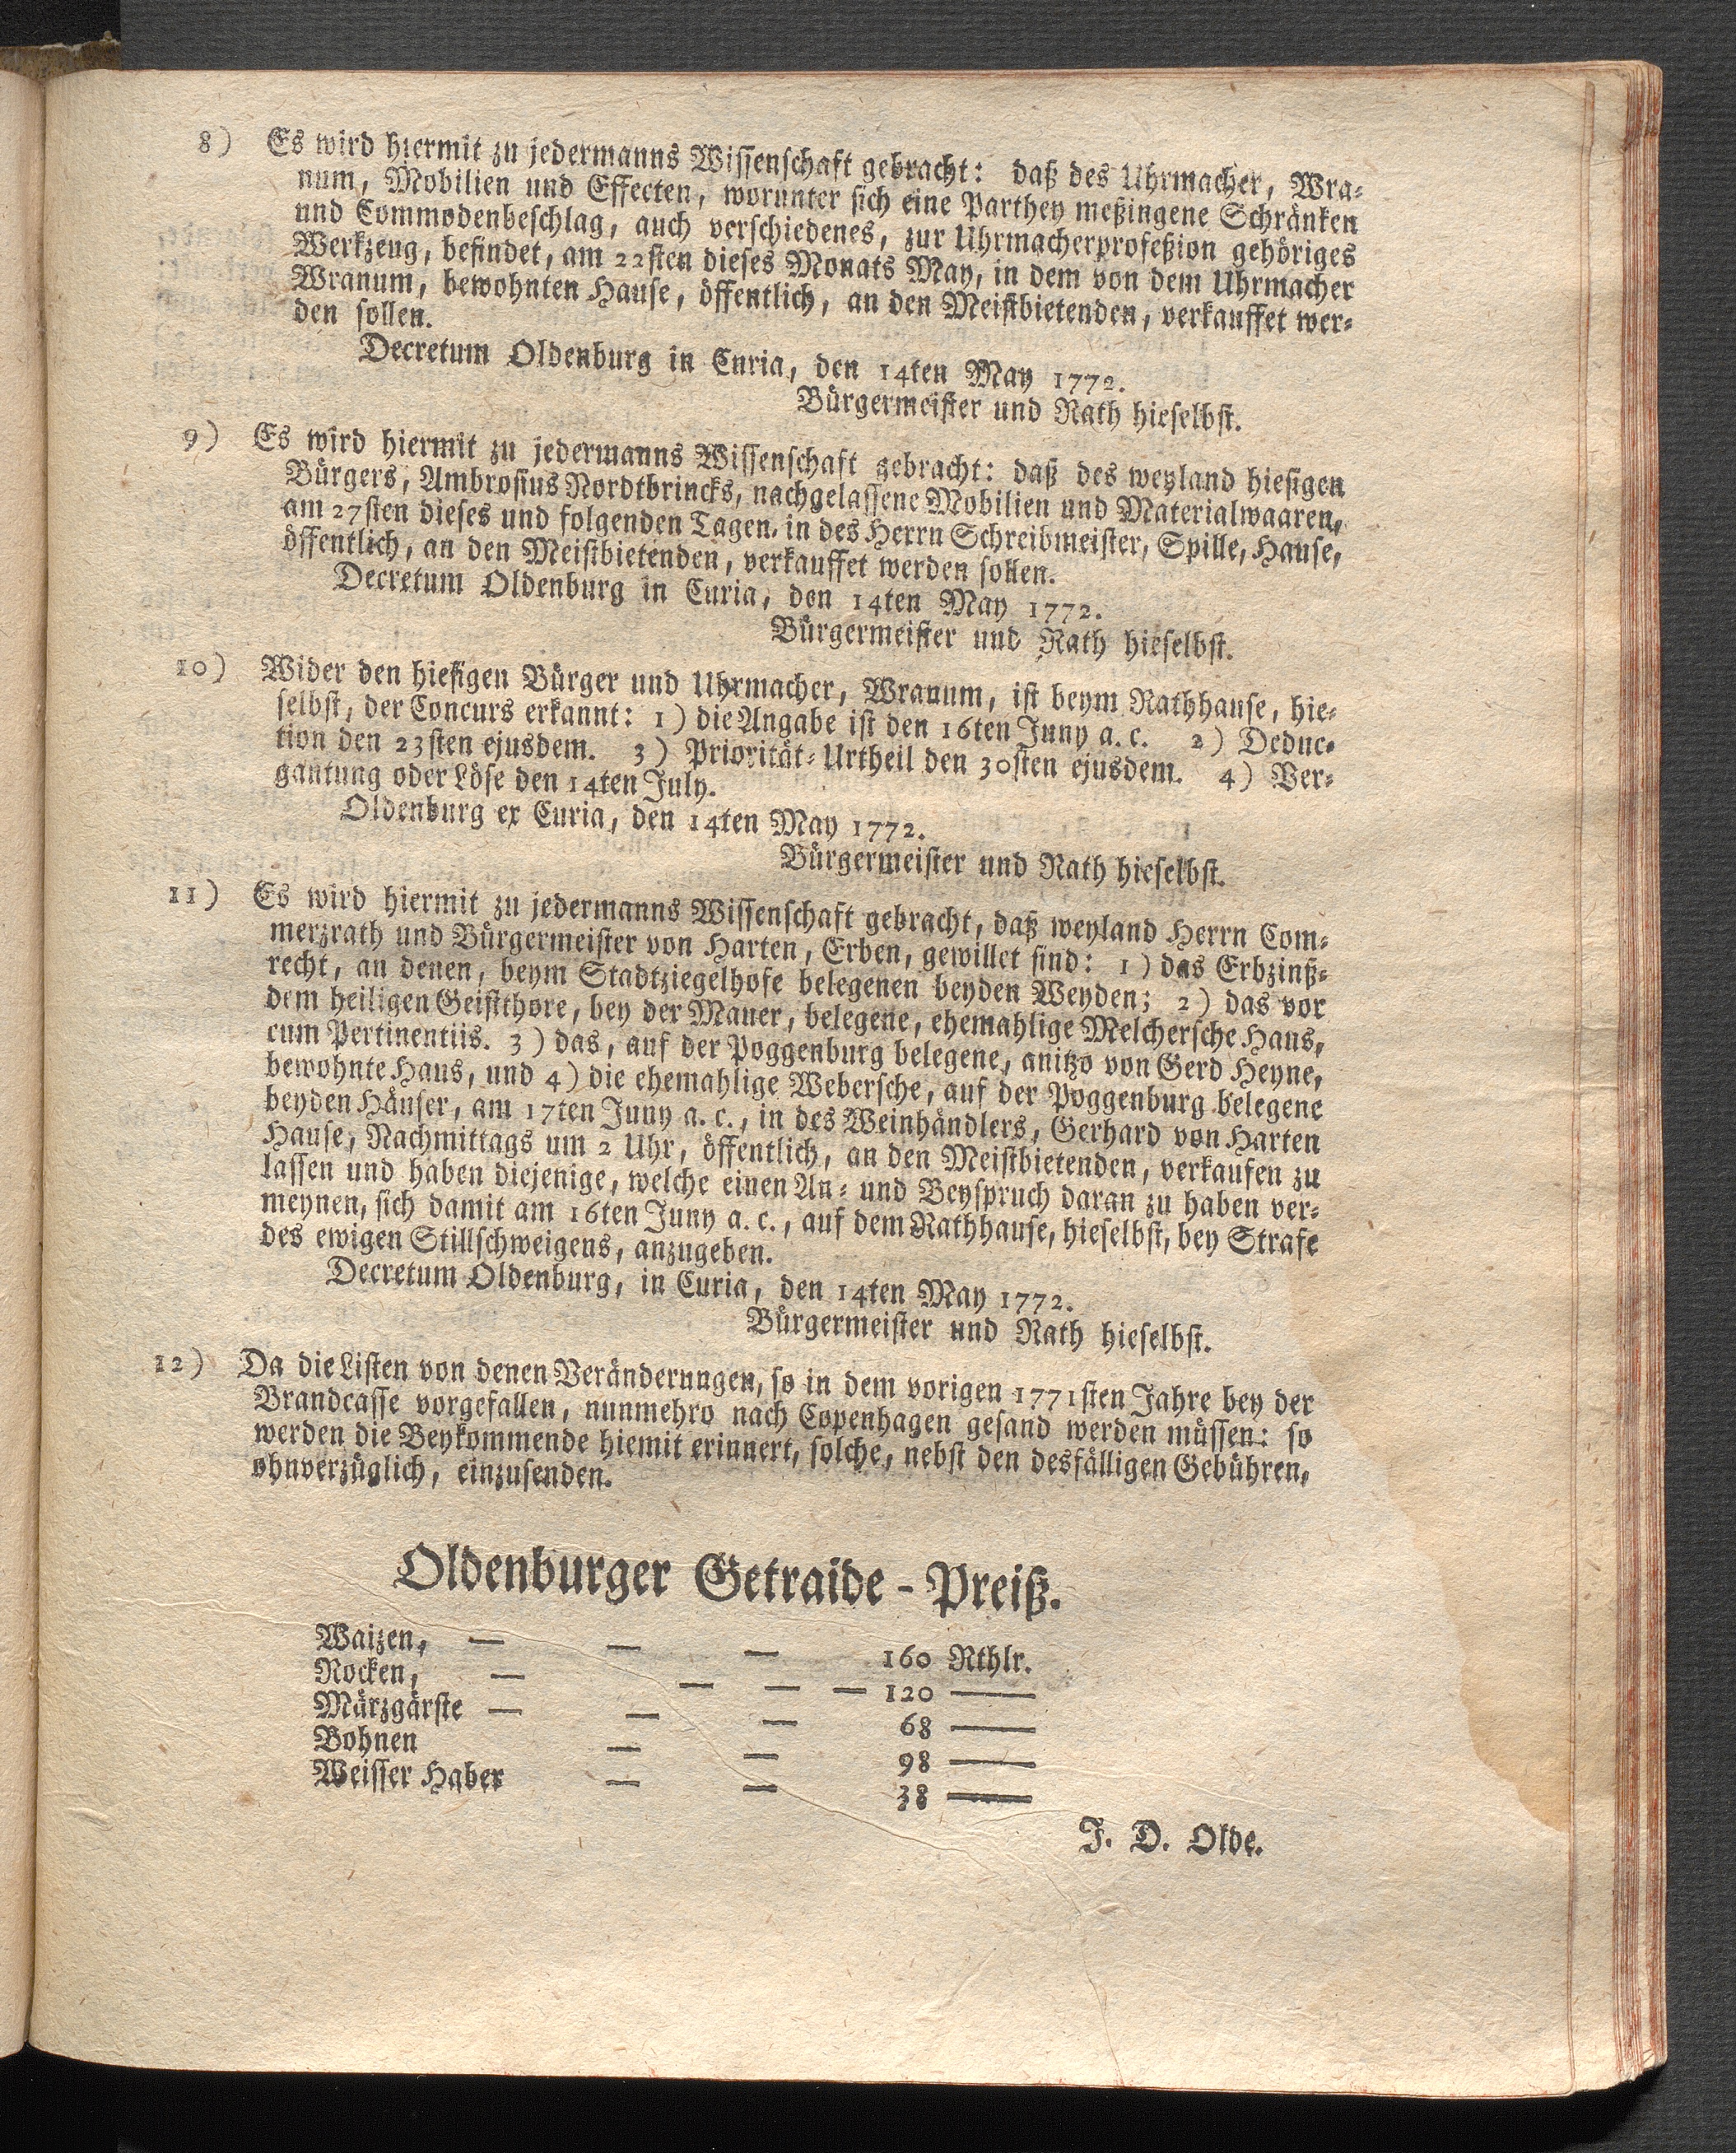 8) Es wird hiermit zu jedermanns Wissenschaft gebracht: daß des Uhrmacher, Wra-
num, Mobilien und Effecten, worunter sich eine Parthey meßingene Schränken
und Commodenbeschlag, auch verschiedenes, zur Uhrmacherprofeßion gehöriges
Werkzeug, befindet, am 22sten dieses Monats May, in dem von dem Uhrmacher
Wranum, bewohnten Hause, öffentlich, an den Meistbietenden, verkauffet wer-
den sollen.
Decretum Oldenburg in Curia, den 14ten May 1772.
Bürgermeister und Rath hieselbst.
9) Es wird hiermit zu jedermanns Wissenschaft gebracht: daß des weyland hiesigen
Bürgers, Ambrosius Nordtbrincks, nachgelassene Mobilien und Materialwaaren,
am 27sten dieses und folgenden Tagen, in des Herrn Schreibmeister, Spille, Hause,
öffentlich, an den Meistbietenden, verkauffet werden sollen.
Decretum Oldenburg in Curia, den 14ten May 1772.
Bürgermeister und Rath hieselbst.
10) Wider den hiesigen Bürger und Uhrmacher, Wranum, ist beym Rathhause, hie-
selbst, der Concurs erkannt: 1) die Angabe ist den 16ten Juny a. c. 2) Deduc-
tion den 23sten ejusdem. 3) Priorität-Urtheil den 30sten ejusdem. 4) Ver-
gantung oder Löse den 14ten July.
Oldenburg ex Curia, den 14ten May 1772.
Bürgermeister und Rath hieselbst.
11) Es wird hiermit zu jedermanns Wissenschaft gebracht, daß weyland Herrn Com-
merzrath und Bürgermeister von Harten, Erben, gewillet sind: 1) das Erbzinß-
recht, an denen, beym Stadtziegelhofe belegenen beyden Weyden; 2) das vor
dem heiligen Geistthore, bey der Mauer, belegene, ehemahlige Melchersche Haus,
cum Pertinentiis. 3) das, auf der Poggenburg belegene, anitzo von Gerd Heyne,
bewohnte Haus, und 4) die ehemahlige Webersche, auf der Poggenburg belegene
beyden Häuser, am 17ten Juny a. c., in des Weinhändlers, Gerhard von Harten
Hause, Nachmittags um 2 Uhr, öffentlich, an den Meistbietenden, verkaufen zu
lassen und haben diejenige, welche einen An- und Beyspruch daran zu haben ver-
meynen, sich damit am 16ten Juny a. c., auf dem Rathhause, hieselbst, bey Strafe
des ewigen Stillschweigens, anzugeben.
Decretum Oldenburg, in Curia, den 14ten May 1772.
Bürgermeister und Rath hieselbst.
12) Da die Listen von denen Veränderungen, so in dem vorigen 1771sten Jahre bey der
Brandcasse vorgefallen, nunmehro nach Copenhagen gesand werden müssen: so
werden die Beykommende hiemit erinnert, solche, nebst den desfälligen Gebühren,
ohnverzüglich, einzusenden.
Oldenburger Getraide-Preiß.
Waizen, — — — 160 Rthlr.
Rocken, — — — — 120 —
Märzgärste — — — 68 —
Bohnen — — 98 —
Weisser Haber — — 38 —
J. D. Olde.